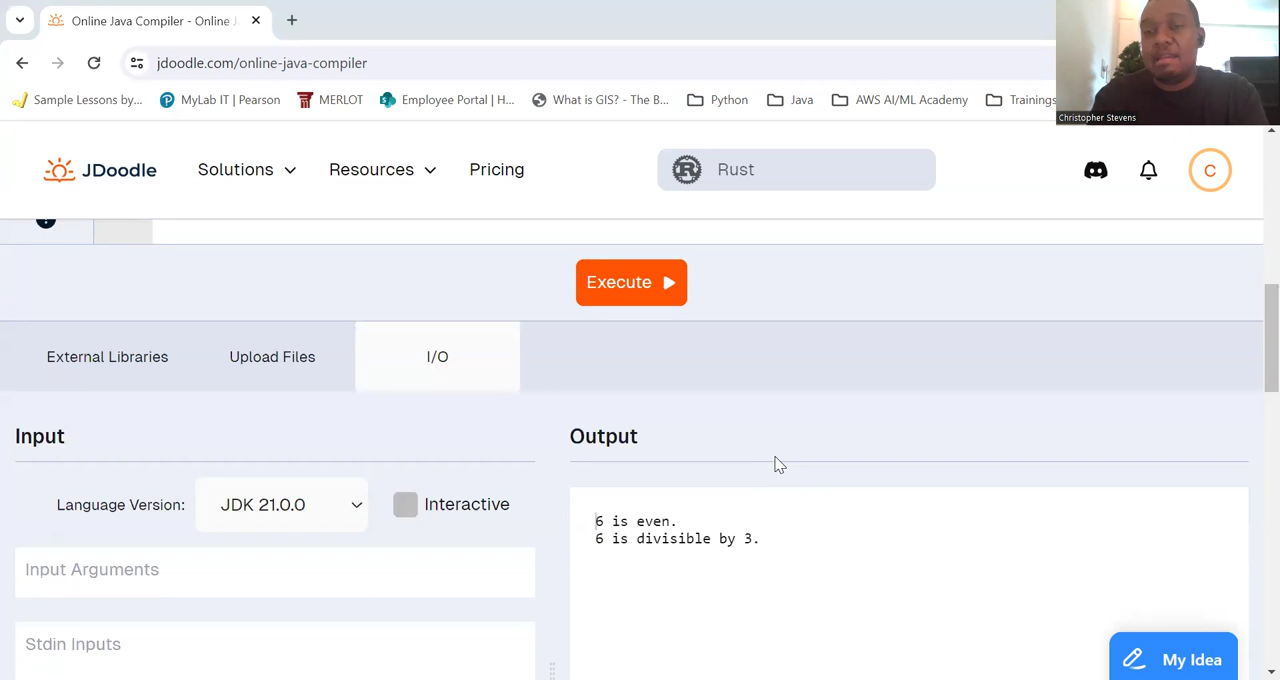 Online Java Compiler - Online J
jdoodle.com/online-java-compiler
Sample Lessons by...
MyLab IT | Pearson
MERLOT
Employee Portal | H...
What is GIS? - The B...
Python
Java
AWS AI/ML Academy
Trainings
Christopher Stevens
JDoodle
Solutions
Resources
Pricing
R
Rust
C
Execute
External Libraries
Upload Files
I/O
Input
Output
Language Version:
JDK 21.0.0
Interactive
6 is even.
6 is divisible by 3.
Input Arguments
Stdin Inputs
My Idea